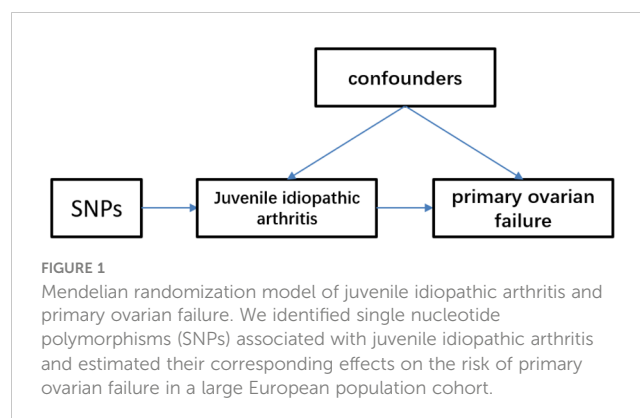 confounders
SNPs
Juvenile idiopathic
arthritis
primary ovarian
failure
FIGURE 1
Mendelian randomization model of juvenile idiopathic arthritis and
primary ovarian failure. We identified single nucleotide
polymorphisms (SNPs) associated with juvenile idiopathic arthritis
and estimated their corresponding effects on the risk of primary
ovarian failure in a large European population cohort.